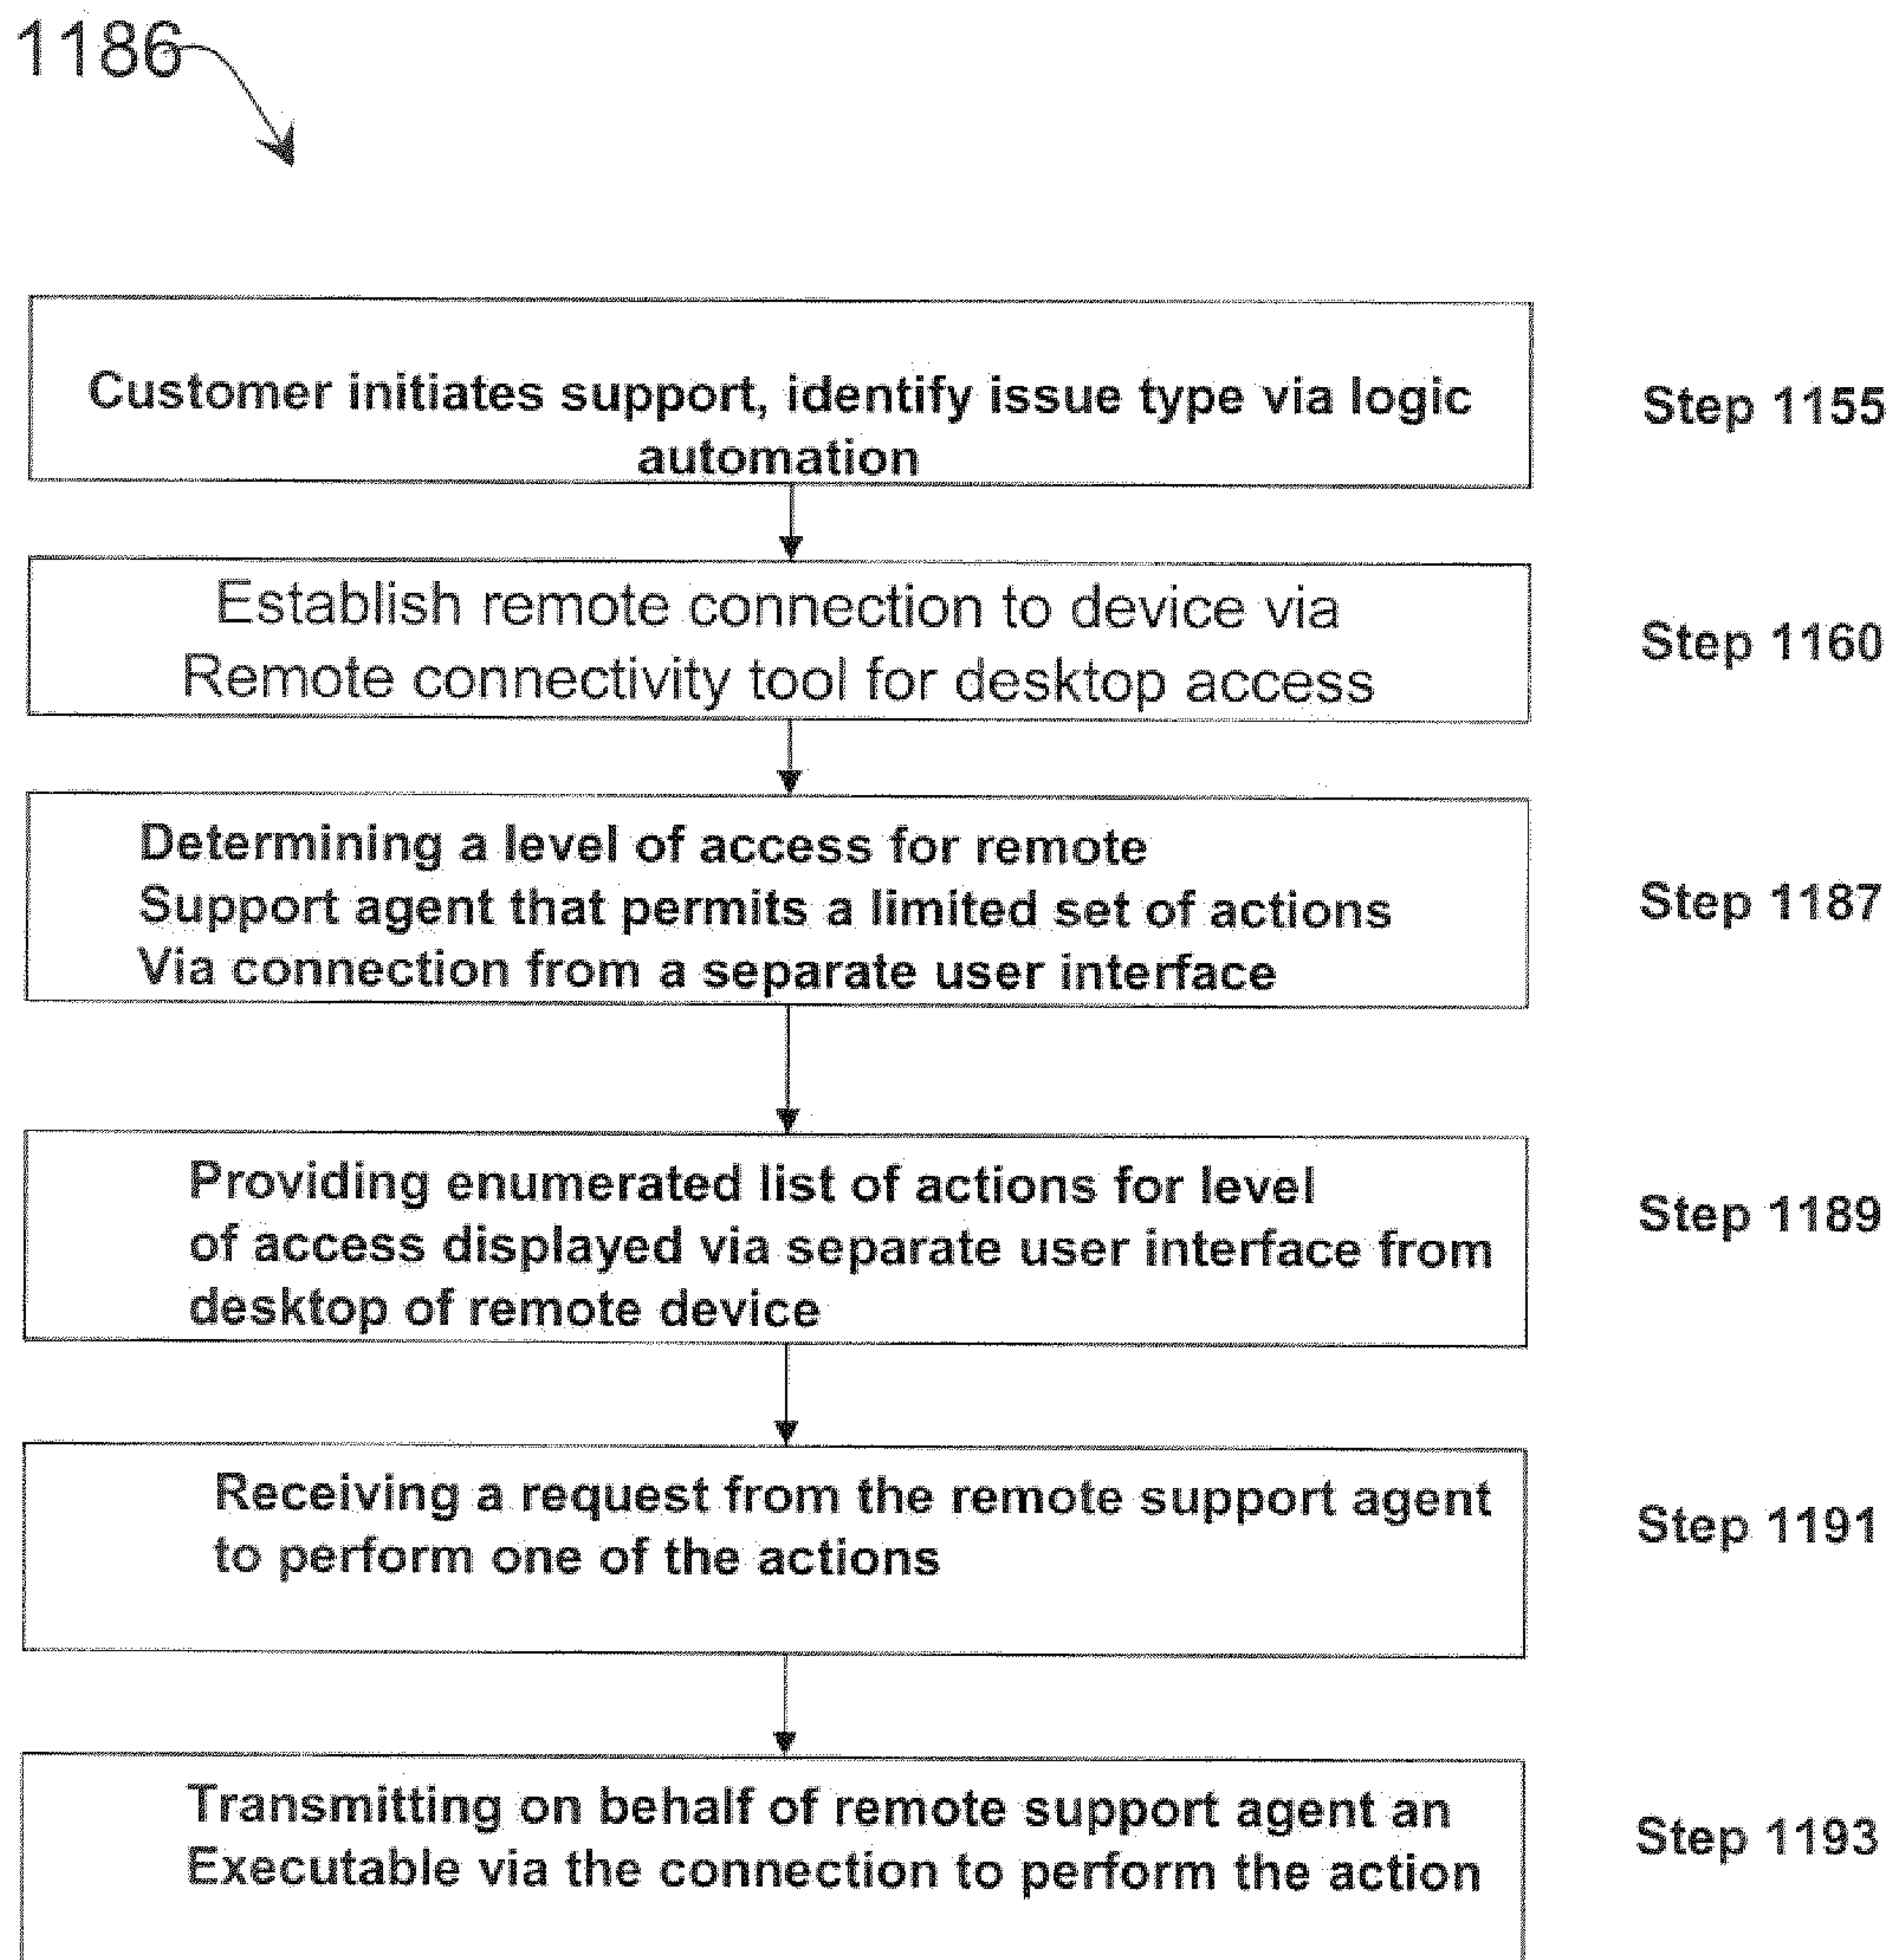 1186
Customer initiates support, identify issue type via logic
automation
Step 1155
Establish remote connection to device via
Remote connectivity tool for desktop access
Step 1160
Determining a level of access for remote
Support agent that permits a limited set of actions
Via connection from a separate user interface
Step 1187
Providing enumerated list of actions for level
of access displayed via separate user interface from
desktop of remote device
Step 1189
Receiving a request from the remote support agent
to perform one of the actions
Step 1191
Transmitting on behalf of remote support agent an
Executable via the connection to perform the action
Step 1193